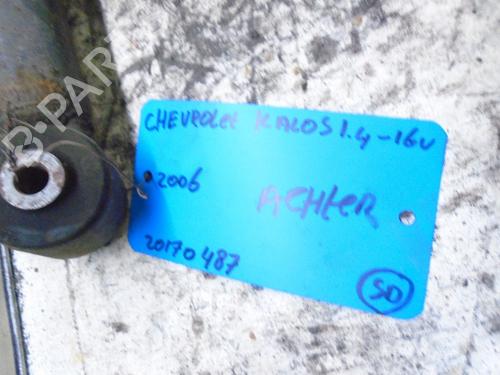 CHEVROLET KALOS 1.4-16V
2006
ACHTER
20170487
SD
B-PARTS